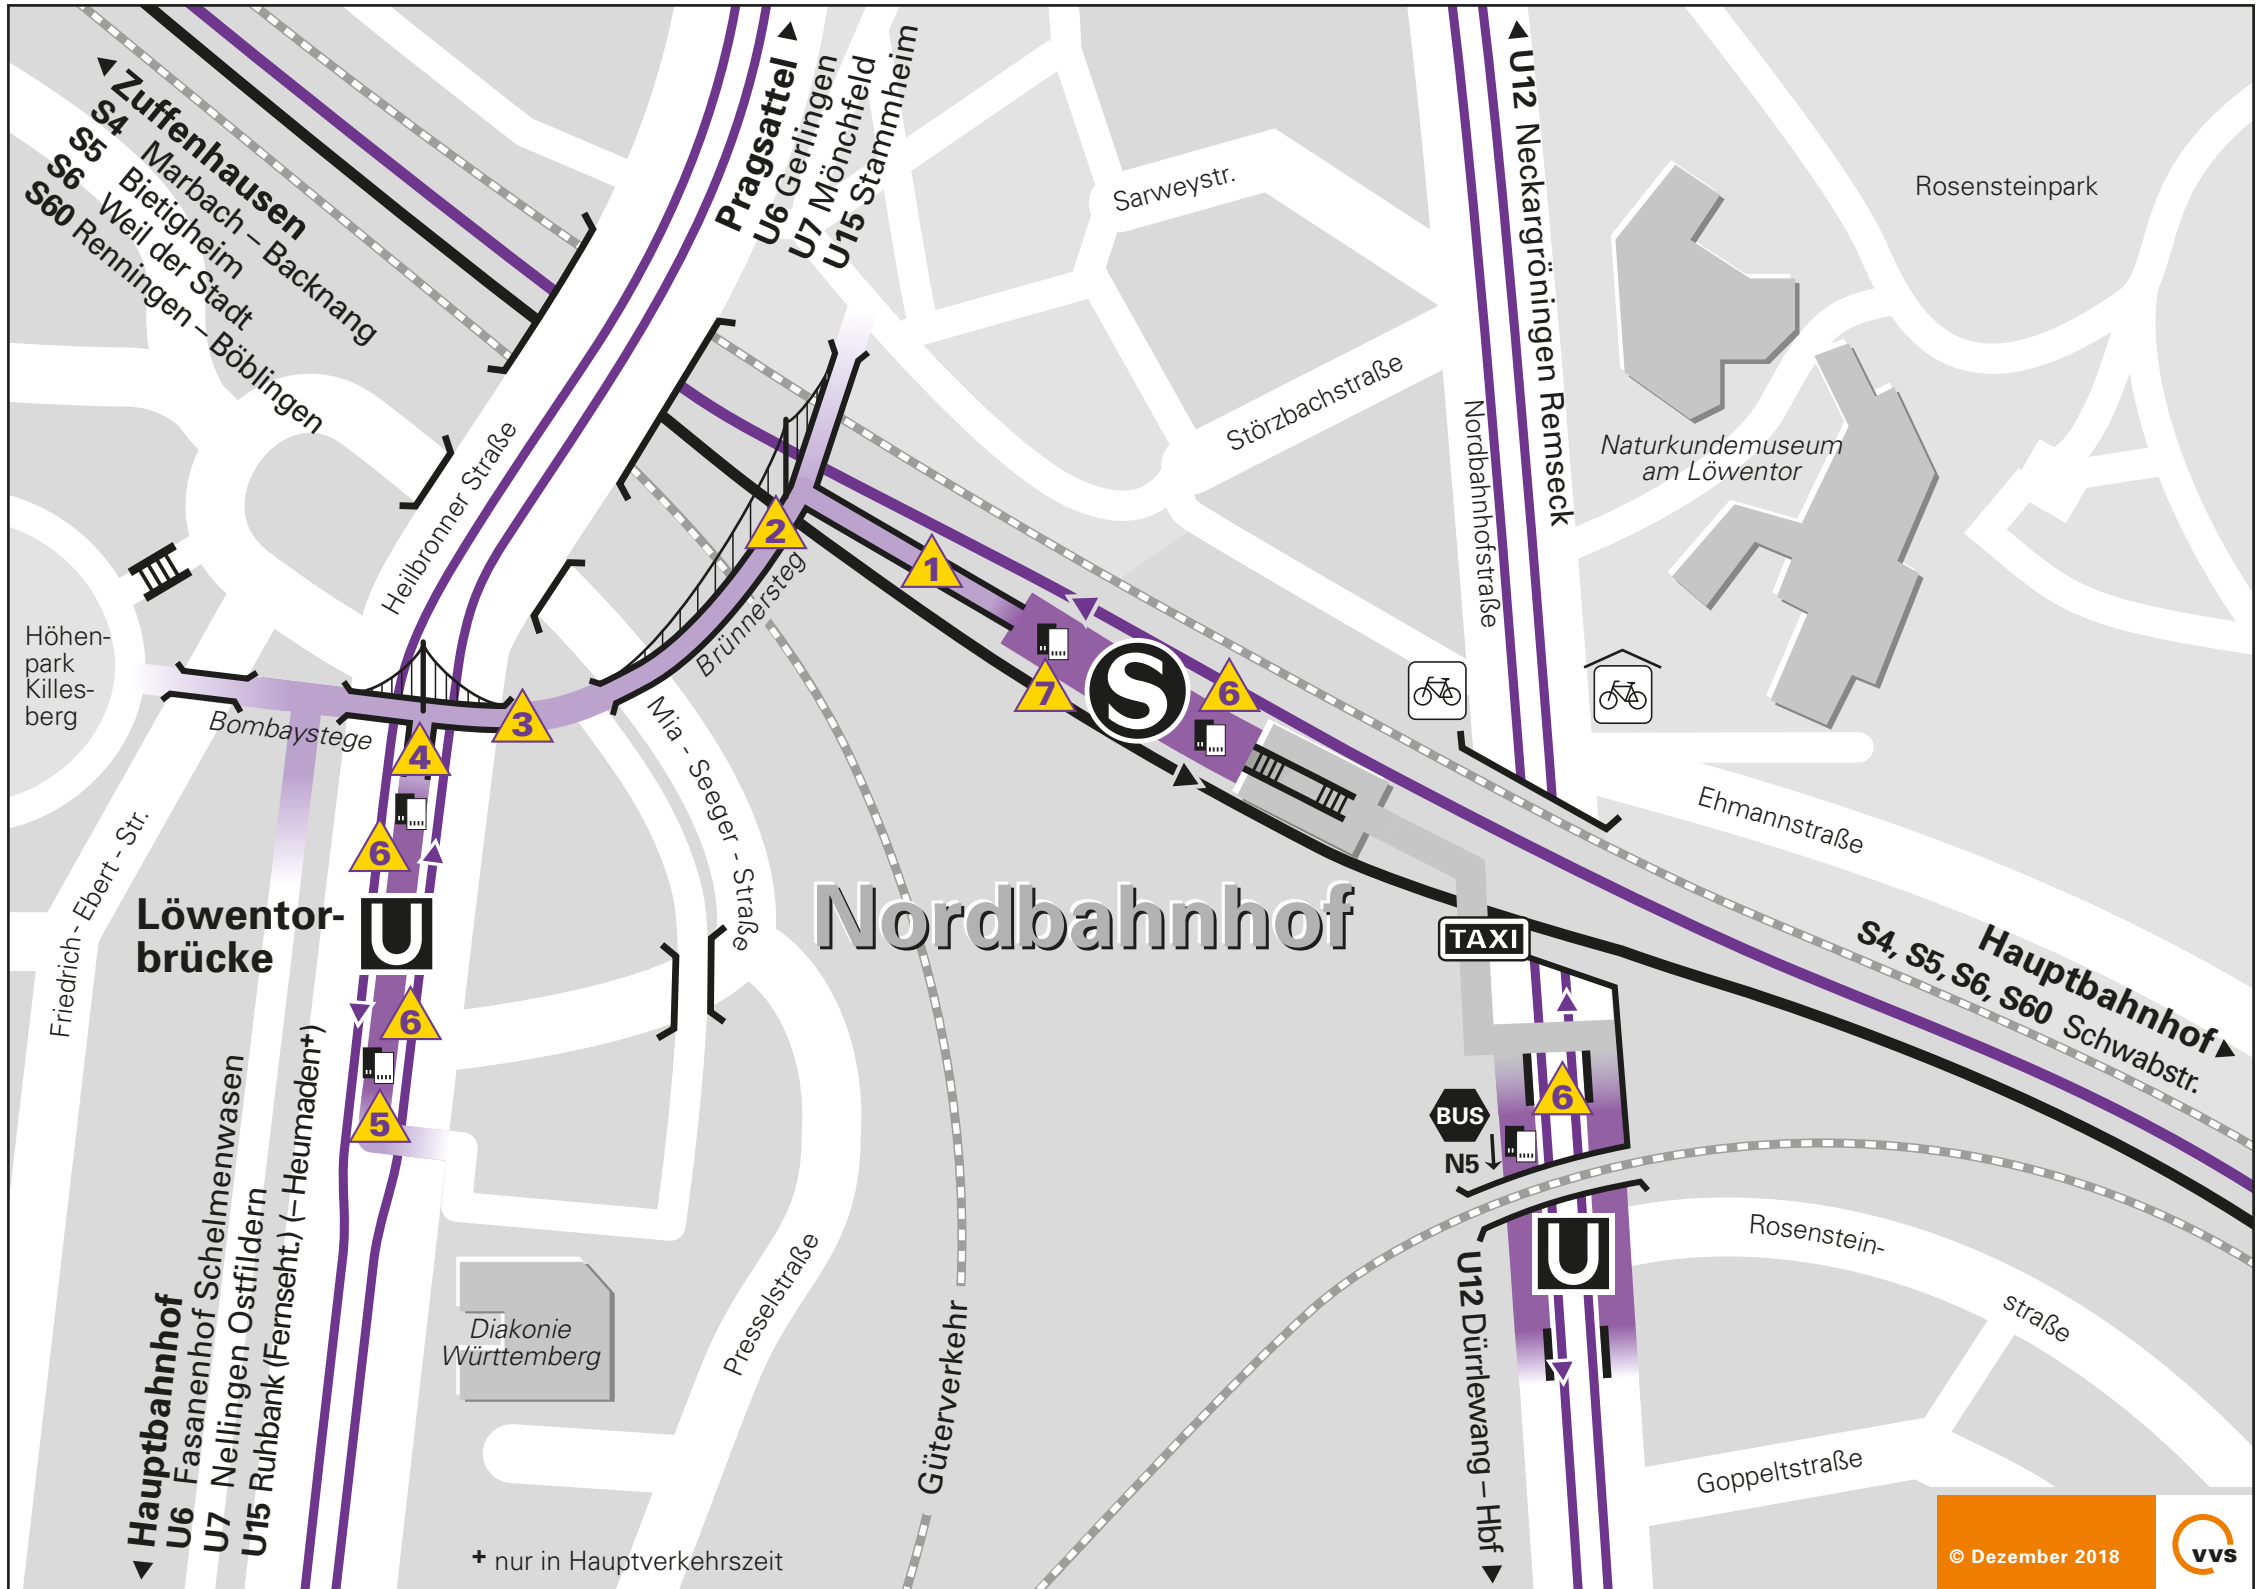 Zuffenhausen
S4 Marbach – Backnang
S5 Bietigheim
S6 Weil der Stadt
S60 Renningen – Böblingen
Pragsattel
U6 Gerlingen
U7 Mönchfeld
U15 Stammheim
U12 Neckargröningen Remseck
Sarweystr.
Rosensteinpark
Störzbachstraße
Nordbahnhofstraße
Naturkundemuseum
am Löwentor
Heilbronner Straße
2
1
Brünnersteg
Höhen-
park
Killes-
berg
Bombaystege
3
4
7
S
6
Mia - Seeger - Straße
Ehmannstraße
6
Friedrich - Ebert - Str.
Löwentor-
brücke
U
Nordbahnhof
TAXI
Hauptbahnhof
S4, S5, S6, S60 Schwabstr.
6
5
6
BUS
N5
U
Rosenstein-
straße
Hauptbahnhof
U6 Fasanenhof Schelmenwasen
U7 Nellingen Ostfildern
U15 Ruhbank (Fernseht.) (– Heumaden+)
Diakonie
Württemberg
Presselstraße
Güterverkehr
U12 Dürrlewang – Hbf
Goppeltstraße
+ nur in Hauptverkehrszeit
© Dezember 2018
vvs